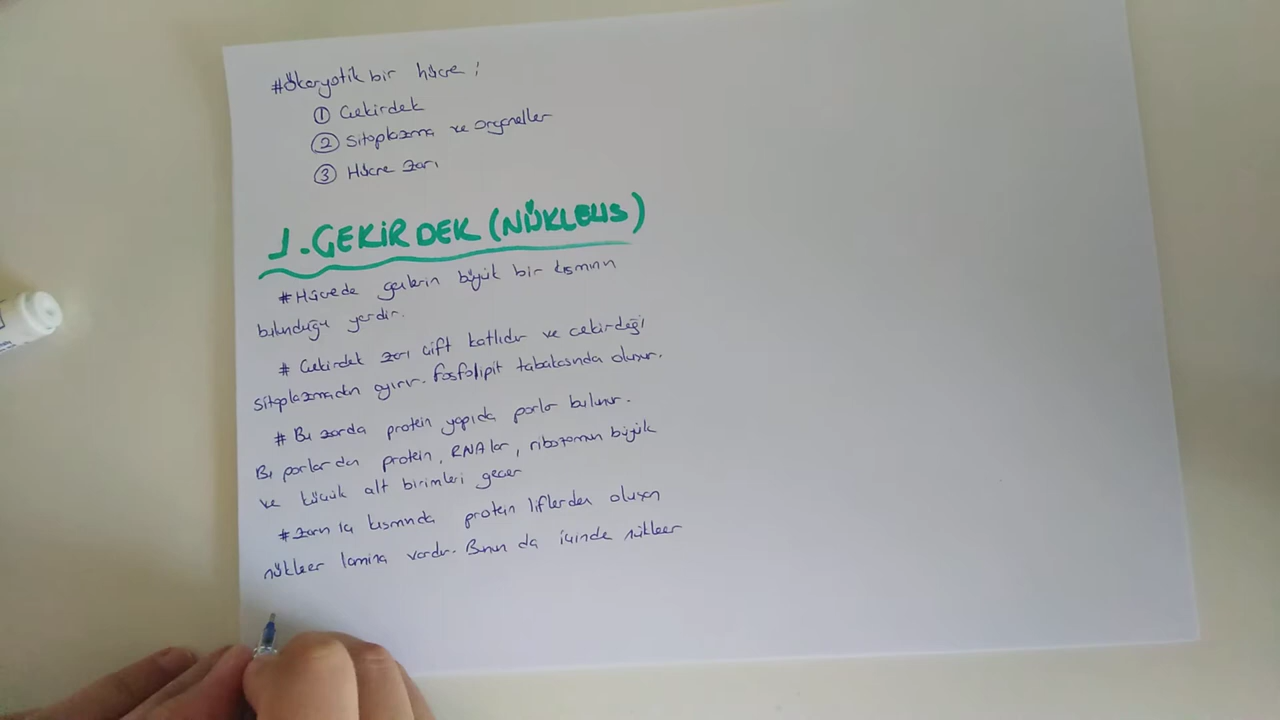 #Ökaryotik bir hücre ;
① Çekirdek
② Sitoplazma ve Organeller
③ Hücre zarı
1.ÇEKİRDEK (NÜKLEUS)
#Hücrede genlerin büyük bir kısmının
bulunduğu yerdir.
# Çekirdek zarı çift katlıdır ve çekirdeği
sitoplazmadan ayırır. Fosfolipit tabakasında oluşur.
# Bu zarda protein yapıda porlar bulunur.
Bu porlardan protein, RNAlar, ribozomun büyük
ve küçük alt birimleri geçer
#Zarın iç kısmında protein liflerden oluşan
nükleer lamina vardır. Bunun da içinde nükleer